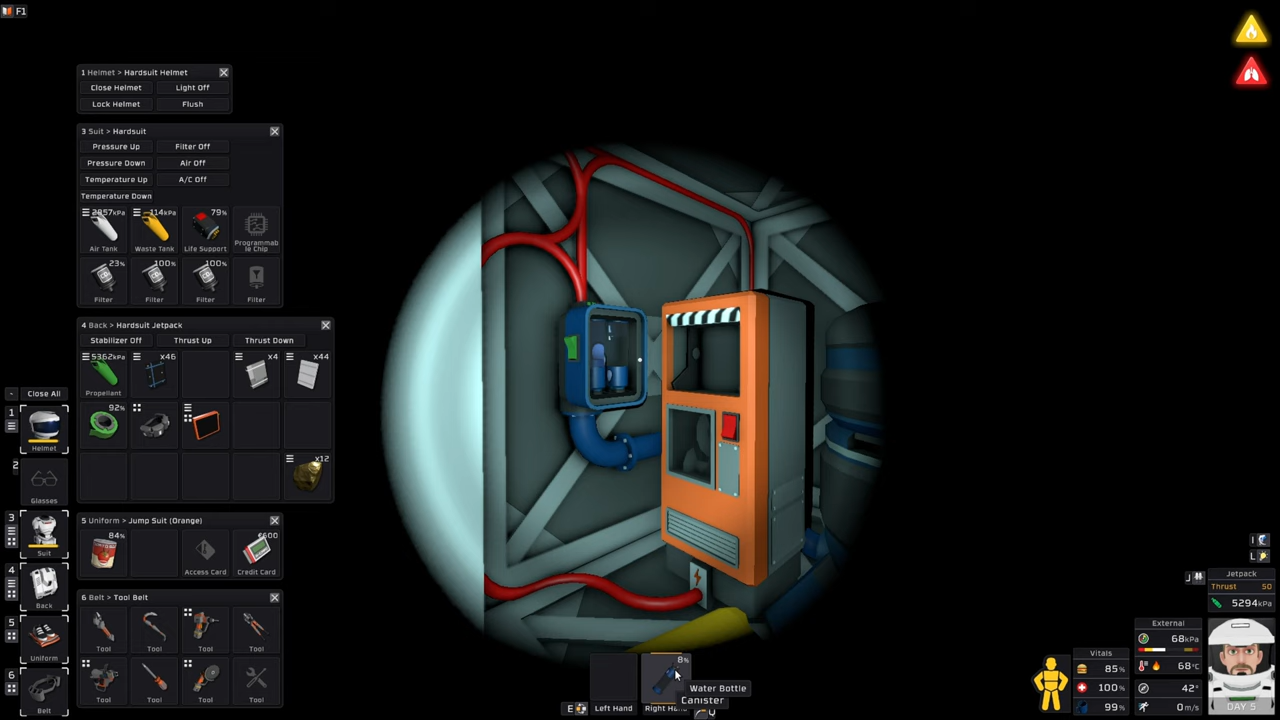 F1
1 Helmet > Hardsuit Helmet
Close Helmet Light Off
Lock Helmet Flush
3 Suit > Hardsuit
Pressure Up Filter Off
Pressure Down Air Off
Temperature Up A/C Off
Temperature Down
2857kPa 114kPa 79%
Air Tank Waste Tank Life Support Programmab
le Chip
23% 100% 100%
Filter Filter Filter Filter
4 Back > Hardsuit Jetpack
Stabilizer Off Thrust Up Thrust Down
5362kPa x46 x4 x44
Propellant
92%
x12
- Close All
1 Helmet
2 Glasses
3 Suit
4 Back
5 Uniform
6 Belt
5 Uniform > Jump Suit (Orange)
84% £600
Access Card Credit Card
6 Belt > Tool Belt
Tool Tool Tool Tool
Tool Tool Tool Tool
8%
Water Bottle
Canister
E Left Hand Right Ha Q
I
L
J Jetpack
Thrust 50
5294kPa
External
68kPa
68°C
42°
0m/s
Vitals
85%
100%
99%
DAY 5